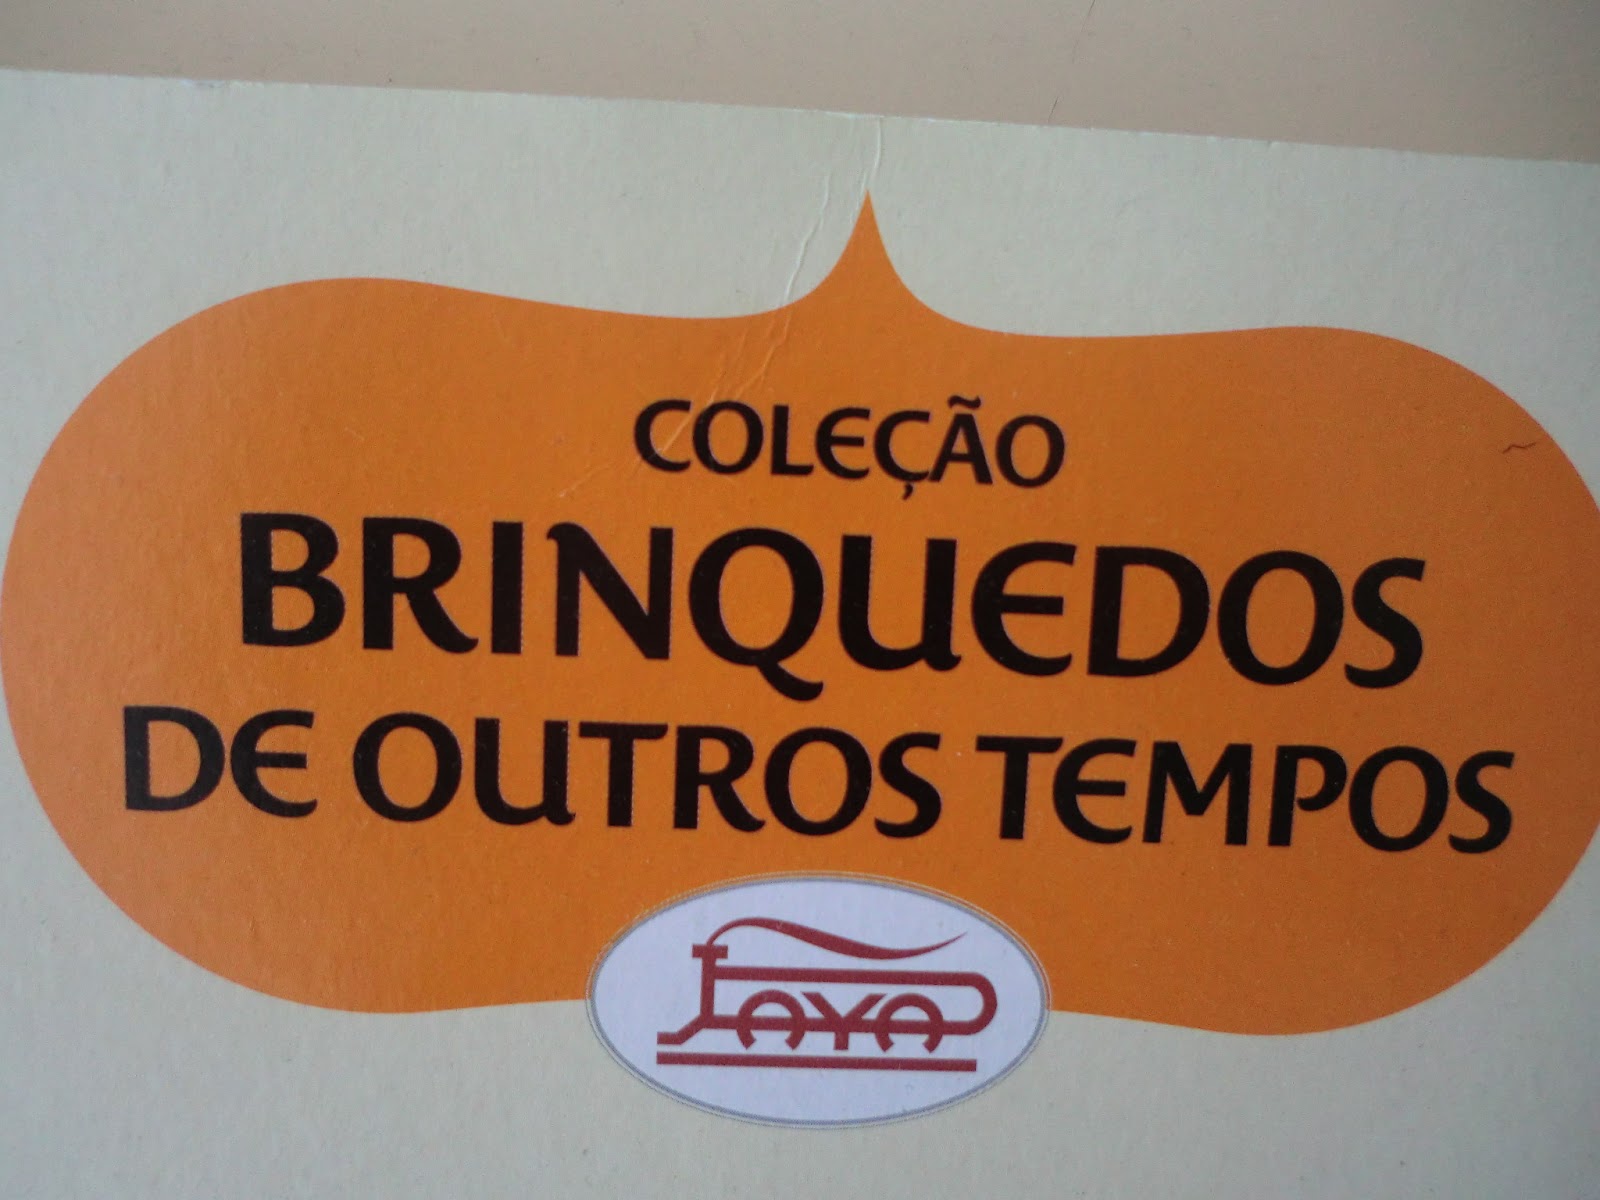 COLEÇÃO
BRINQUEDOS
DE OUTROS TEMPOS
PAYA